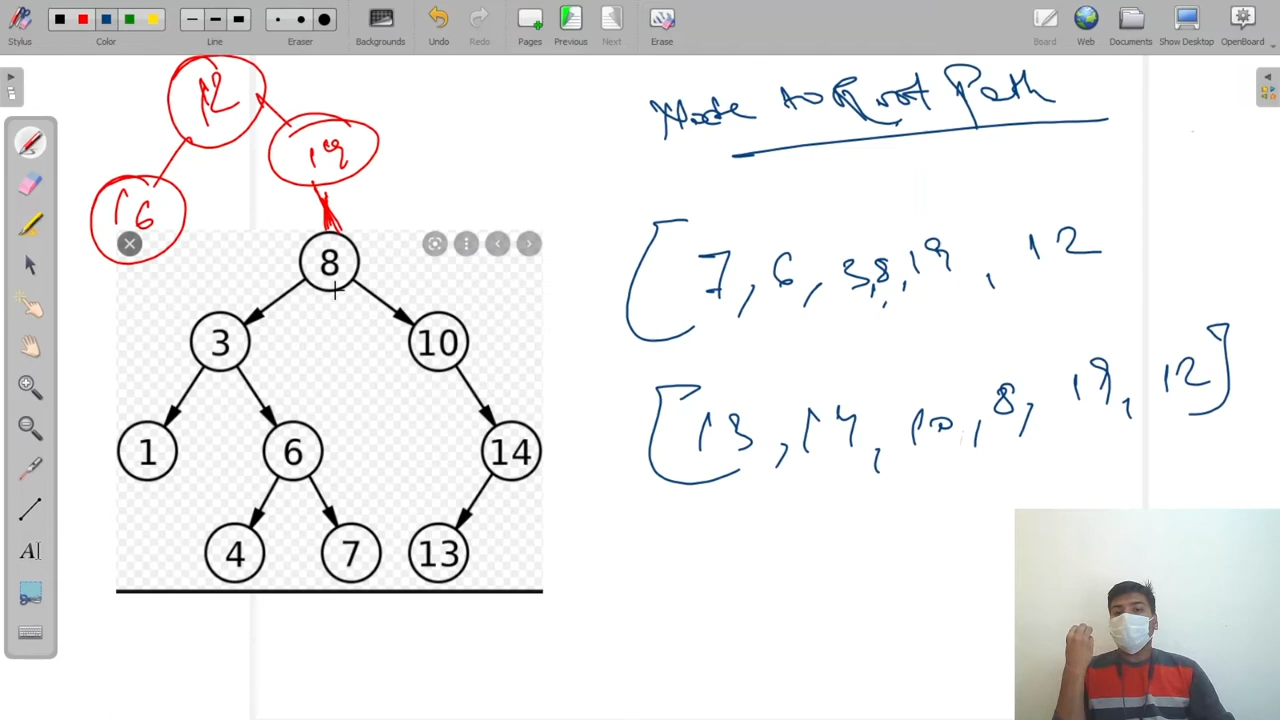 Stylus
Color
Line
Eraser
Backgrounds
Undo
Redo
Pages
Previous
Next
Erase
Board
Web
Documents
Show Desktop
OpenBoard
Node to Root Path
12
19
16
8
3
10
1
6
14
4
7
13
[7, 6, 3, 8, 19, 12
[13, 14, 10, 8, 19, 12]
AI